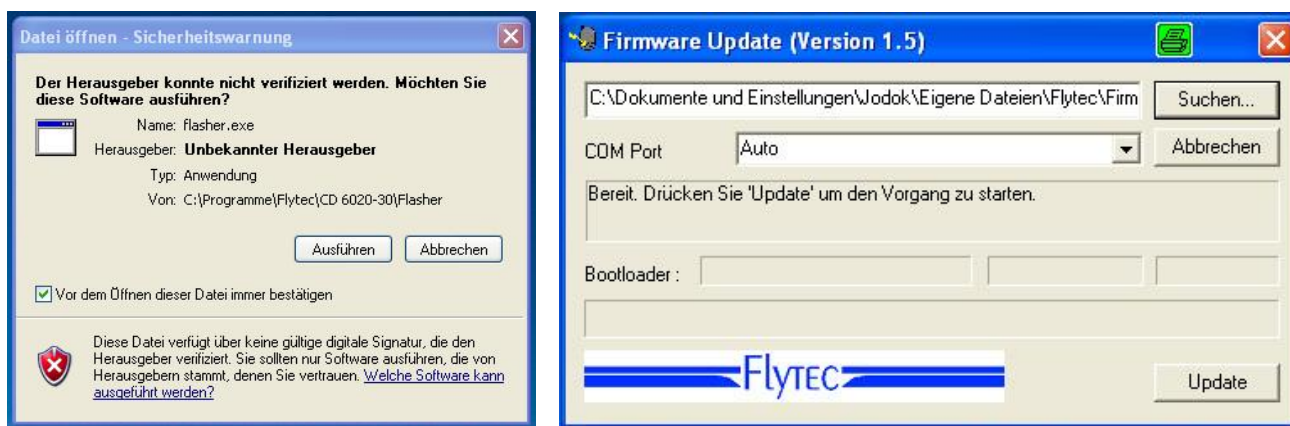 Datei öffnen - Sicherheitswarnung
Der Herausgeber konnte nicht verifiziert werden. Möchten Sie
diese Software ausführen?
Name: flasher.exe
Herausgeber: Unbekannter Herausgeber
Typ: Anwendung
Von: C:\Programme\Flytec\CD 6020-30\Flasher
Ausführen Abbrechen
Vor dem Öffnen dieser Datei immer bestätigen
Diese Datei verfügt über keine gültige digitale Signatur, die den
Herausgeber verifiziert. Sie sollten nur Software ausführen, die von
Herausgebern stammt, denen Sie vertrauen. Welche Software kann
ausgeführt werden?
Firmware Update (Version 1.5)
C:\Dokumente und Einstellungen\Jodok\Eigene Dateien\Flytec\Firm
Suchen...
COM Port Auto
Abbrechen
Bereit. Drücken Sie 'Update' um den Vorgang zu starten.
Bootloader :
FLYTEC
Update